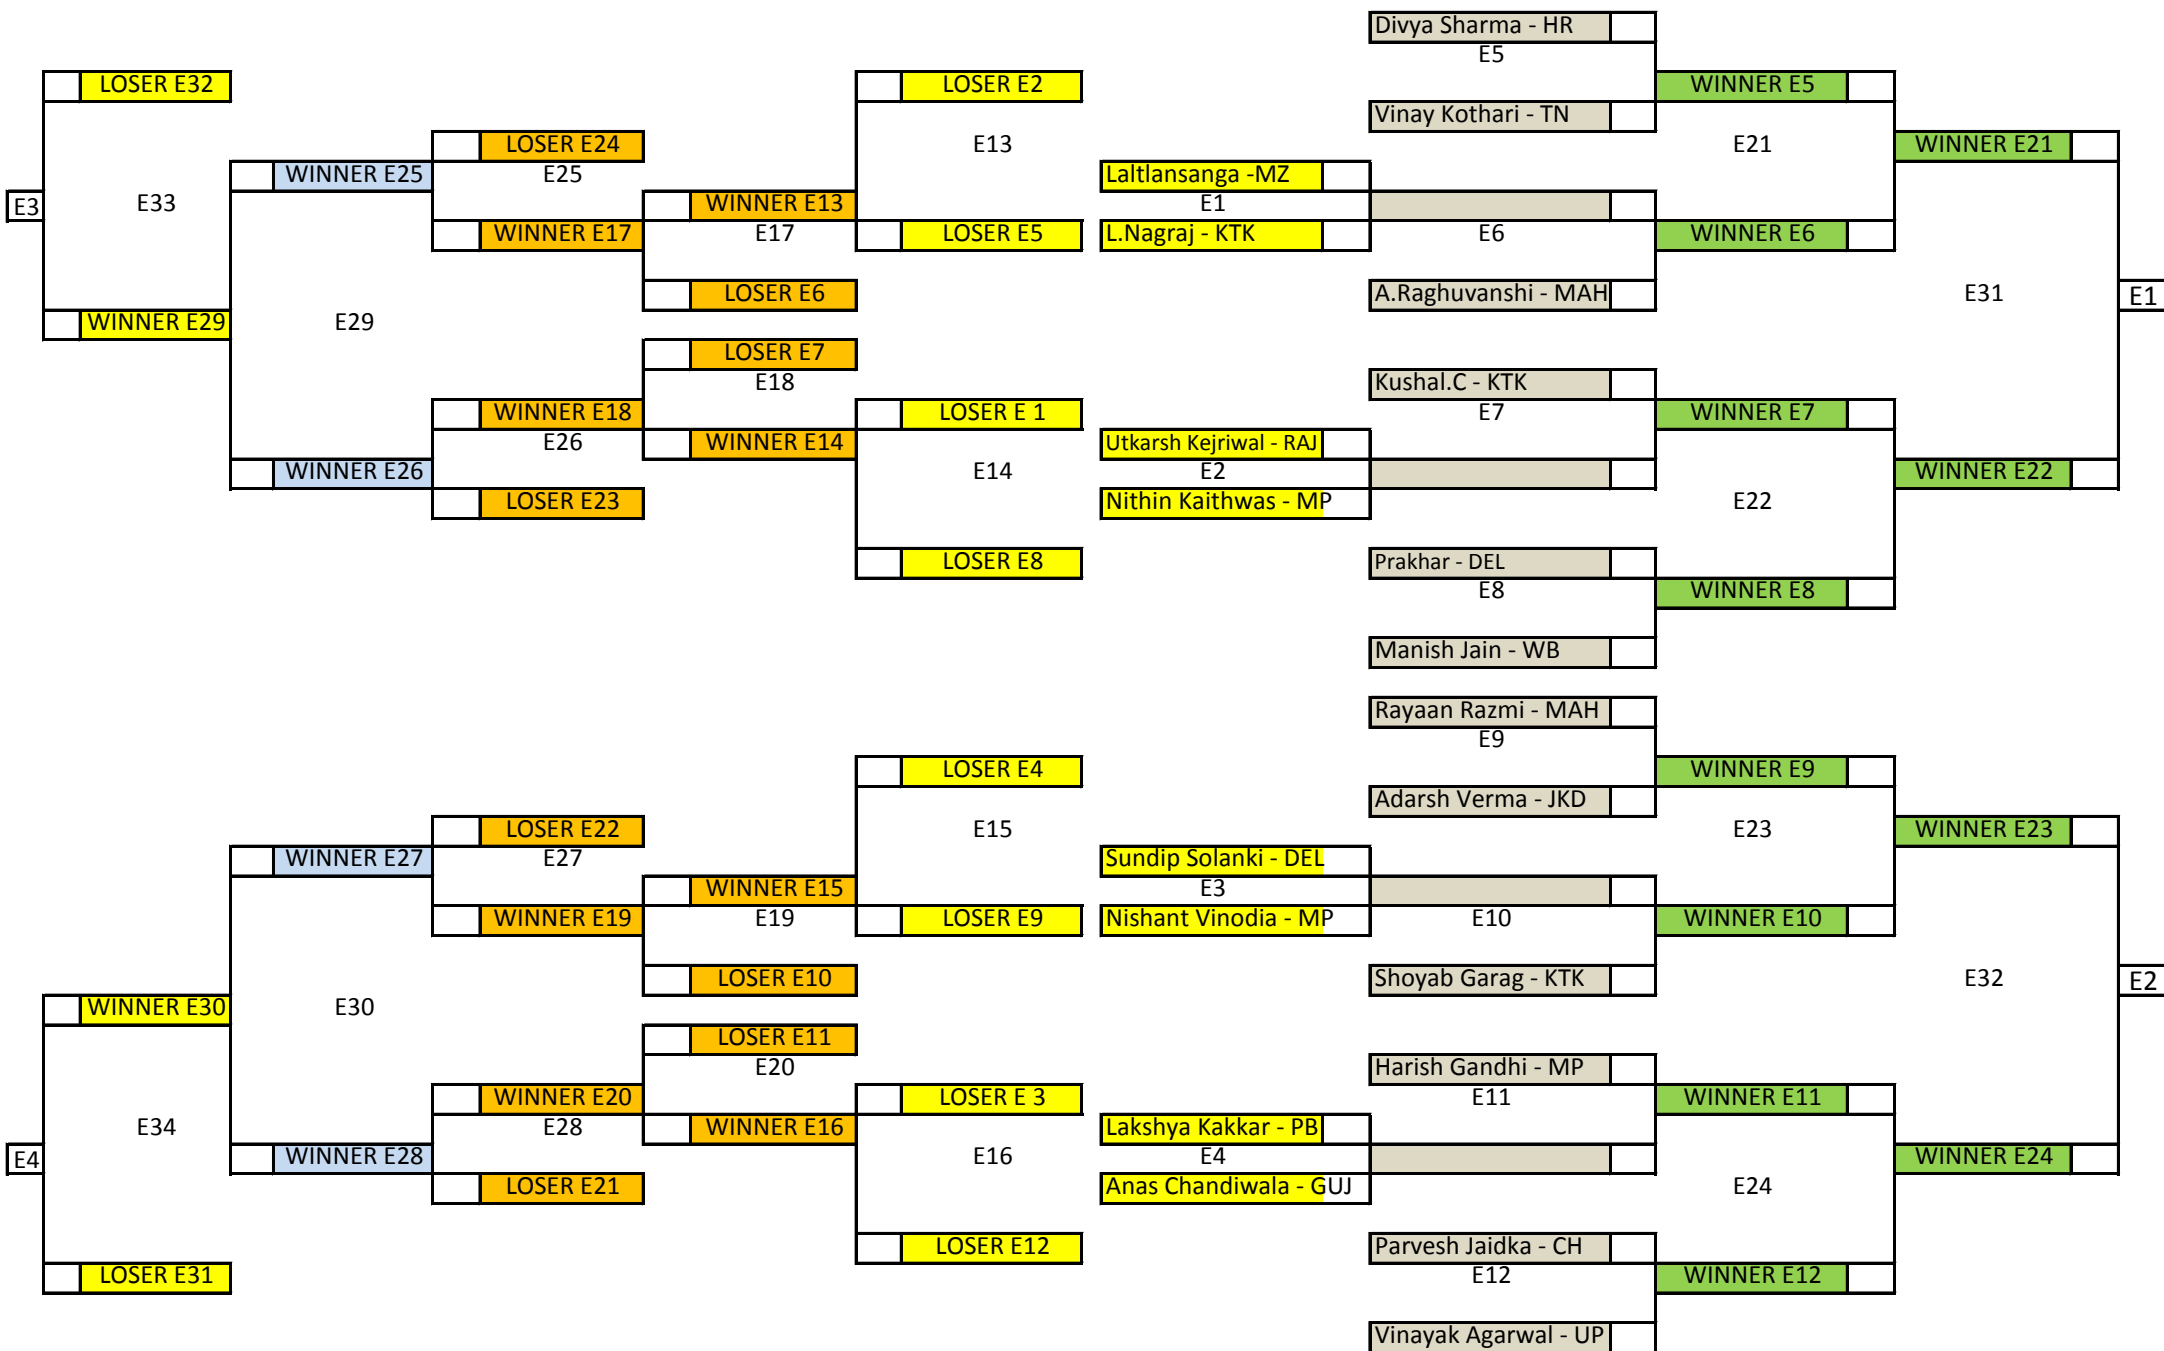 Divya Sharma - HR
E5
LOSER E32
LOSER E2
WINNER E5
Vinay Kothari - TN
LOSER E24
E13
E21
WINNER E21
WINNER E25
E25
Laltlansanga -MZ
E3
E33
WINNER E13
E1
WINNER E17
E17
LOSER E5
L.Nagraj - KTK
E6
WINNER E6
LOSER E6
A.Raghuvanshi - MAH
E31
E1
WINNER E29
E29
LOSER E7
E18
Kushal.C - KTK
WINNER E18
LOSER E 1
E7
WINNER E7
E26
WINNER E14
Utkarsh Kejriwal - RAJ
WINNER E26
E14
E2
WINNER E22
LOSER E23
Nithin Kaithwas - MP
E22
LOSER E8
Prakhar - DEL
E8
WINNER E8
Manish Jain - WB
Rayaan Razmi - MAH
E9
LOSER E4
WINNER E9
Adarsh Verma - JKD
LOSER E22
E15
E23
WINNER E23
WINNER E27
E27
Sundip Solanki - DEL
WINNER E15
E3
WINNER E19
E19
LOSER E9
Nishant Vinodia - MP
E10
WINNER E10
LOSER E10
Shoyab Garag - KTK
E32
E2
WINNER E30
E30
LOSER E11
E20
Harish Gandhi - MP
WINNER E20
LOSER E 3
E11
WINNER E11
E34
E28
WINNER E16
Lakshya Kakkar - PB
E4
WINNER E28
E16
E4
WINNER E24
LOSER E21
Anas Chandiwala - GUJ
E24
LOSER E12
Parvesh Jaidka - CH
LOSER E31
E12
WINNER E12
Vinayak Agarwal - UP